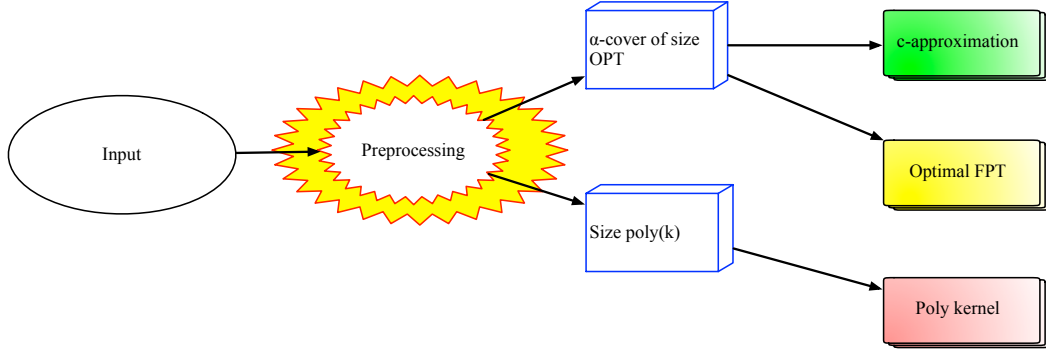 Input
Preprocessing
α-cover of size
OPT
Size poly(k)
c-approximation
Optimal FPT
Poly kernel